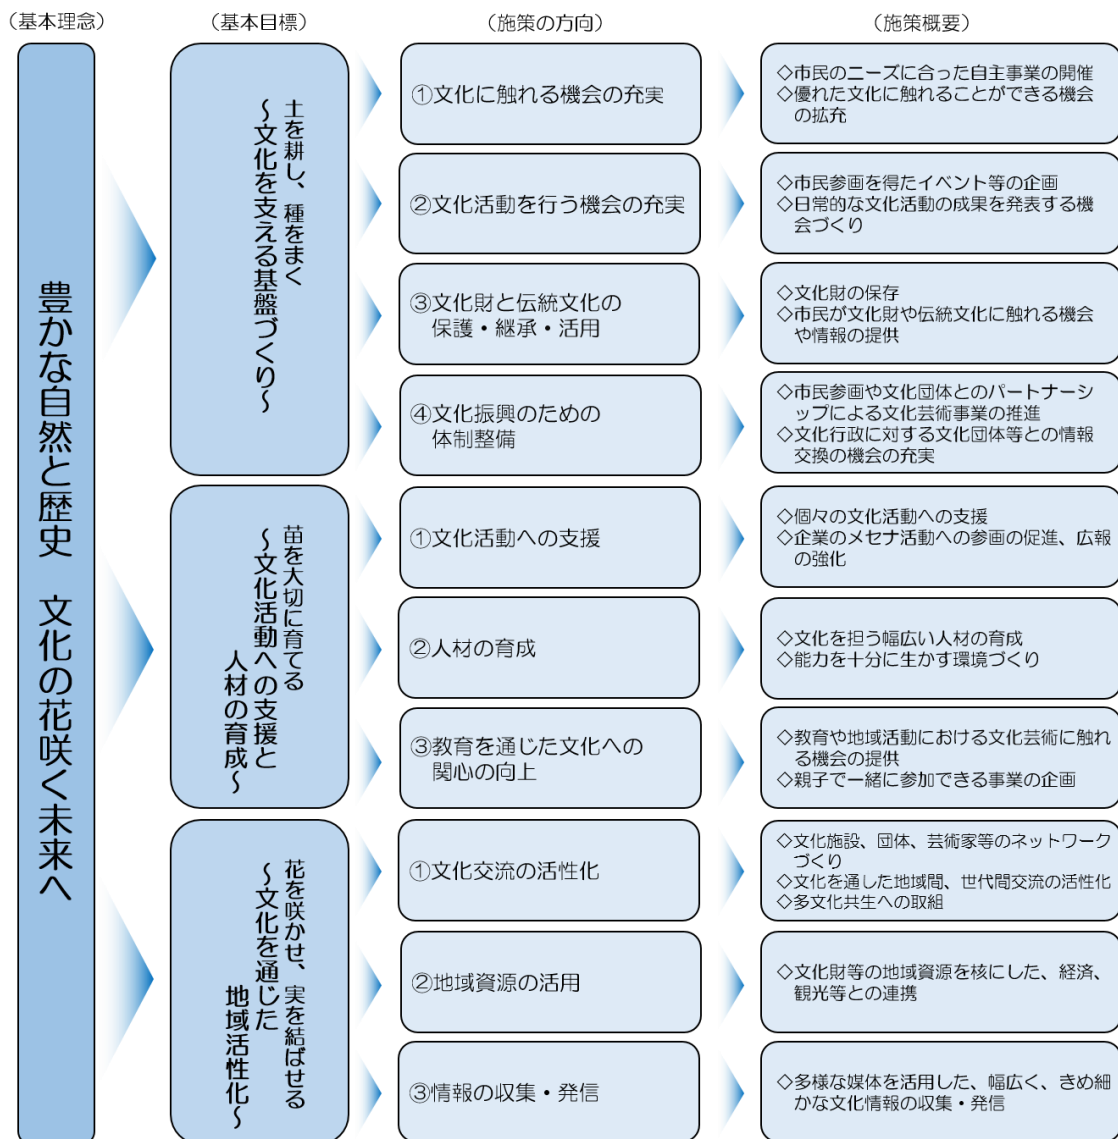 （基本理念）
（基本目標）
（施策の方向）
（施策概要）
豊かな自然と歴史　文化の花咲く未来へ
土を耕し、種をまく
～文化を支える基盤づくり～
①文化に触れる機会の充実
◇市民のニーズに合った自主事業の開催
◇優れた文化に触れることができる機会
の拡充
②文化活動を行う機会の充実
◇市民参画を得たイベント等の企画
◇日常的な文化活動の成果を発表する機
会づくり
③文化財と伝統文化の
保護・継承・活用
◇文化財の保存
◇市民が文化財や伝統文化に触れる機会
や情報の提供
④文化振興のための
体制整備
◇市民参画や文化団体とのパートナーシ
ップによる文化芸術事業の推進
◇文化行政に対する文化団体等との情報
交換の機会の充実
苗を大切に育てる
～文化活動への支援と
人材の育成～
①文化活動への支援
◇個々の文化活動への支援
◇企業のメセナ活動への参画の促進、広報
の強化
②人材の育成
◇文化を担う幅広い人材の育成
◇能力を十分に生かす環境づくり
③教育を通じた文化への
関心の向上
◇教育や地域活動における文化芸術に触れ
る機会の提供
◇親子で一緒に参加できる事業の企画
花を咲かせ、実を結ばせる
～文化を通じた
地域活性化～
①文化交流の活性化
◇文化施設、団体、芸術家等のネットワーク
づくり
◇文化を通した地域間、世代間交流の活性化
◇多文化共生への取組
②地域資源の活用
◇文化財等の地域資源を核にした、経済、
観光等との連携
③情報の収集・発信
◇多様な媒体を活用した、幅広く、きめ細
かな文化情報の収集・発信